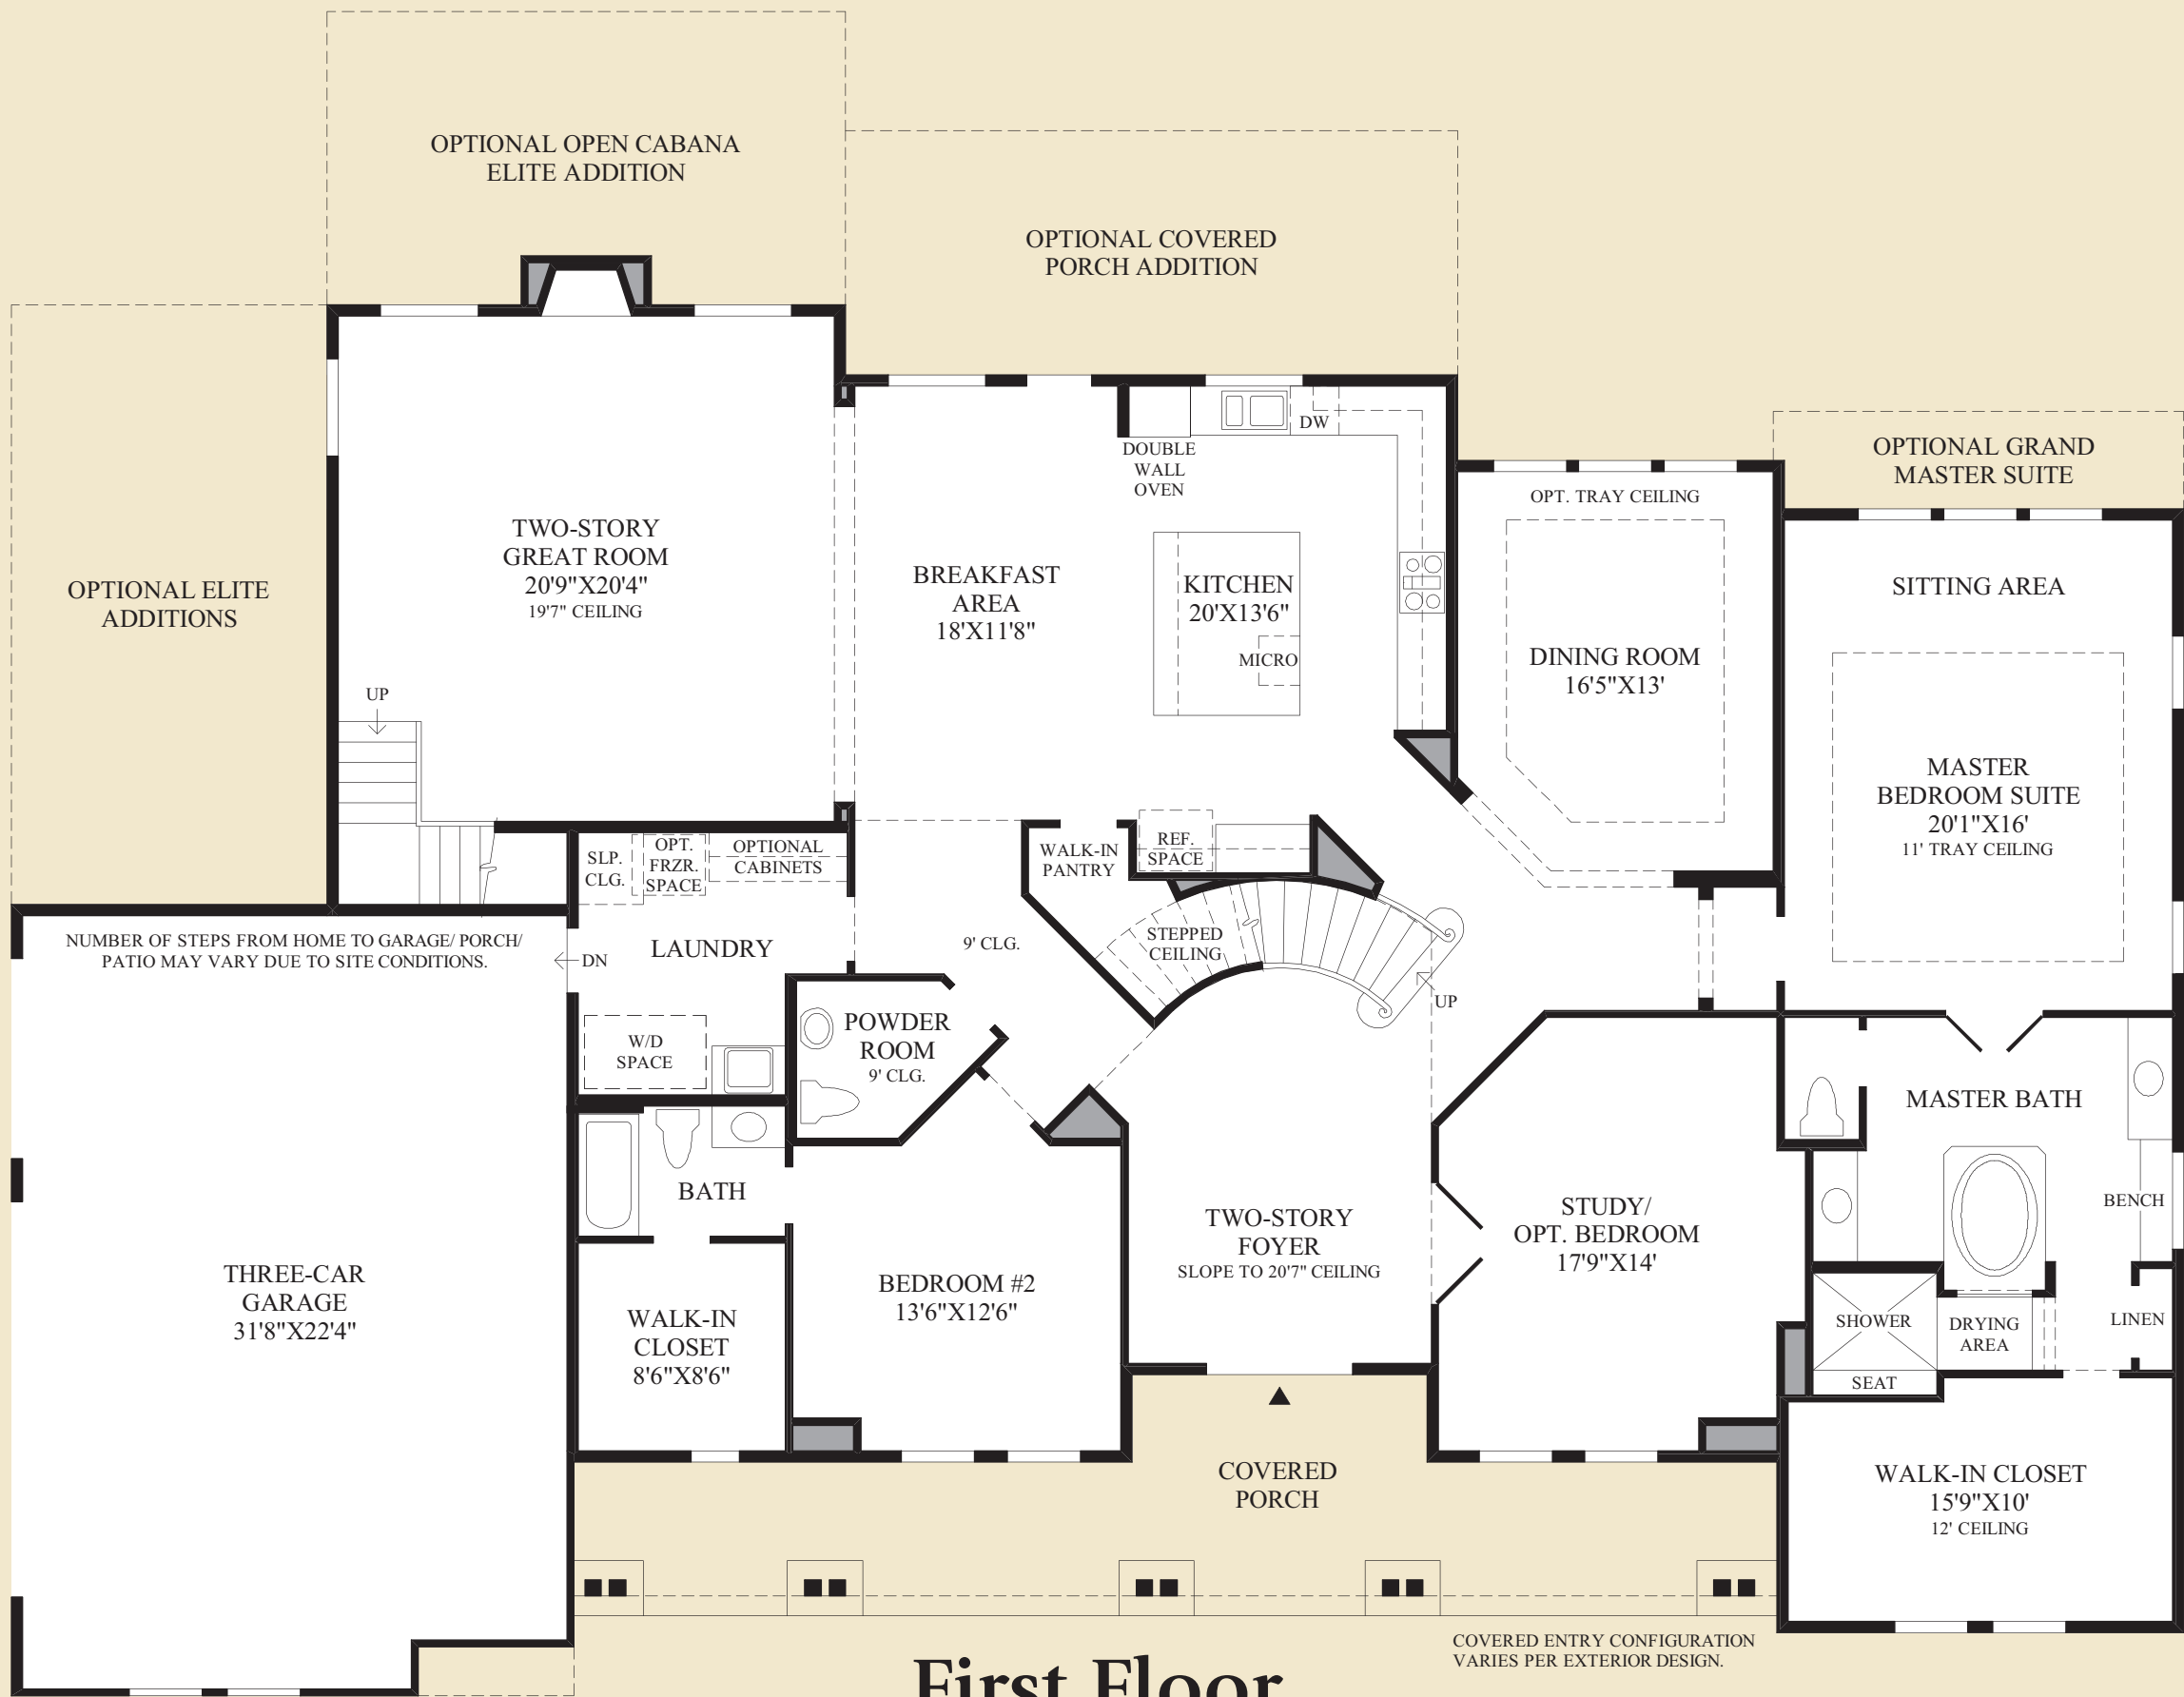 OPTIONAL OPEN CABANA
ELITE ADDITION
OPTIONAL COVERED
PORCH ADDITION
OPTIONAL GRAND
MASTER SUITE
OPTIONAL ELITE
ADDITIONS
TWO-STORY
GREAT ROOM
20'9"X20'4"
19'7" CEILING
UP
BREAKFAST
AREA
18'X11'8"
DOUBLE
WALL
OVEN
DW
KITCHEN
20'X13'6"
MICRO
OPT. TRAY CEILING
DINING ROOM
16'5"X13'
SITTING AREA
MASTER
BEDROOM SUITE
20'1"X16'
11' TRAY CEILING
SLP.
CLG.
OPT.
FRZR.
SPACE
OPTIONAL
CABINETS
WALK-IN
PANTRY
REF.
SPACE
NUMBER OF STEPS FROM HOME TO GARAGE/ PORCH/
PATIO MAY VARY DUE TO SITE CONDITIONS.
DN
LAUNDRY
9' CLG.
STEPPED
CEILING
UP
W/D
SPACE
POWDER
ROOM
9' CLG.
MASTER BATH
BATH
BENCH
THREE-CAR
GARAGE
31'8"X22'4"
WALK-IN
CLOSET
8'6"X8'6"
BEDROOM #2
13'6"X12'6"
TWO-STORY
FOYER
SLOPE TO 20'7" CEILING
STUDY/
OPT. BEDROOM
17'9"X14'
SHOWER
DRYING
AREA
LINEN
SEAT
COVERED
PORCH
WALK-IN CLOSET
15'9"X10'
12' CEILING
COVERED ENTRY CONFIGURATION
VARIES PER EXTERIOR DESIGN.
First Floor